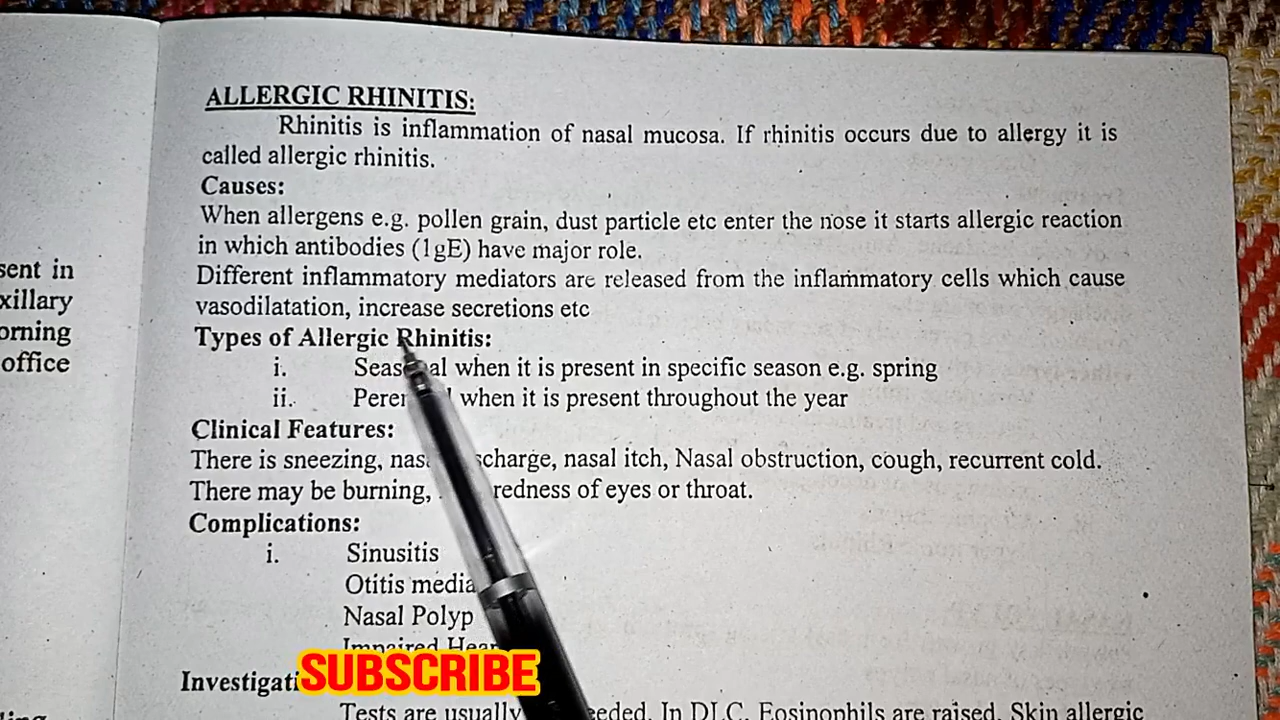 sent in
xillary
orning
office
ALLERGIC RHINITIS:
Rhinitis is inflammation of nasal mucosa. If rhinitis occurs due to allergy it is
called allergic rhinitis.
Causes:
When allergens e.g. pollen grain, dust particle etc enter the nose it starts allergic reaction
in which antibodies (1gE) have major role.
Different inflammatory mediators are released from the inflammatory cells which cause
vasodilatation, increase secretions etc
Types of Allergic Rhinitis:
i. Seasonal when it is present in specific season e.g. spring
ii. when it is present throughout the year
Clinical Features:
There is sneezing, nasal discharge, nasal itch, Nasal obstruction, cough, recurrent cold.
There may be burning, redness of eyes or throat.
Complications:
i. Sinusitis
Otitis media
Nasal Polyp
Impaired
SUBSCRIBE
Tests are usually In DLC, Eosinophils are raised. Skin allergic